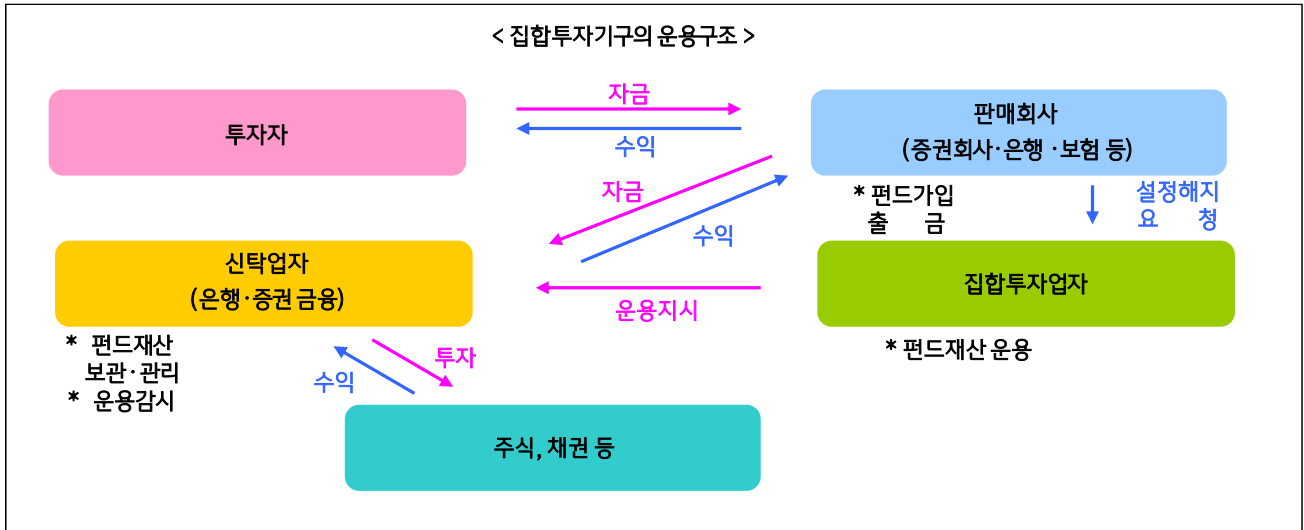 < 집합투자기구의 운용구조 >
자금
투자자
수익
판매회사
(증권회사·은행 ·보험 등)
자금
수익
* 펀드가입
출 금
설정해지
요 청
신탁업자
(은행·증권 금융)
운용지시
집합투자업자
* 펀드재산
보관·관리
* 운용감시
* 펀드재산 운용
수익
투자
주식, 채권 등